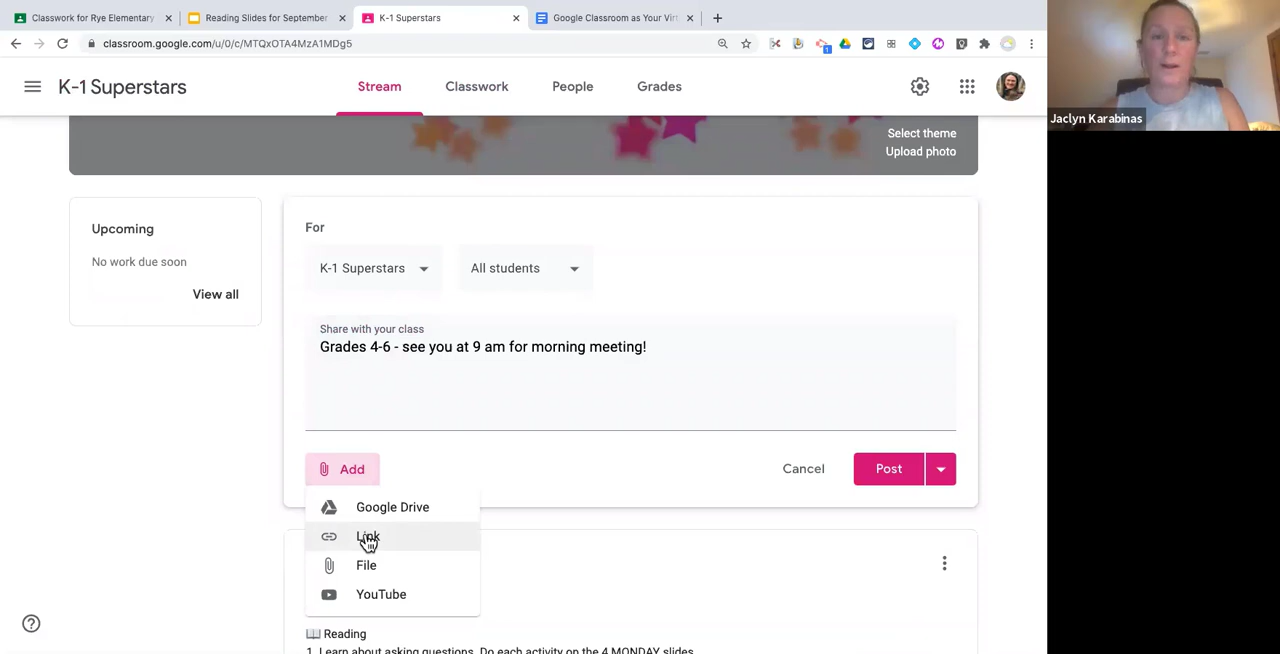 Classwork for Rye Elementary
Reading Slides for September
K-1 Superstars
Google Classroom as Your Virt
classroom.google.com/u/0/c/MTQxOTA4MzA1MDg5
1
K-1 Superstars
Stream
Classwork
People
Grades
Select theme
Upload photo
Jaclyn Karabinas
Upcoming
No work due soon
View all
For
K-1 Superstars
All students
Share with your class
Grades 4-6 - see you at 9 am for morning meeting!
Add
Cancel
Post
Google Drive
Link
File
YouTube
Reading
1. Learn about asking questions. Do each activity on the 4 MONDAY slides.